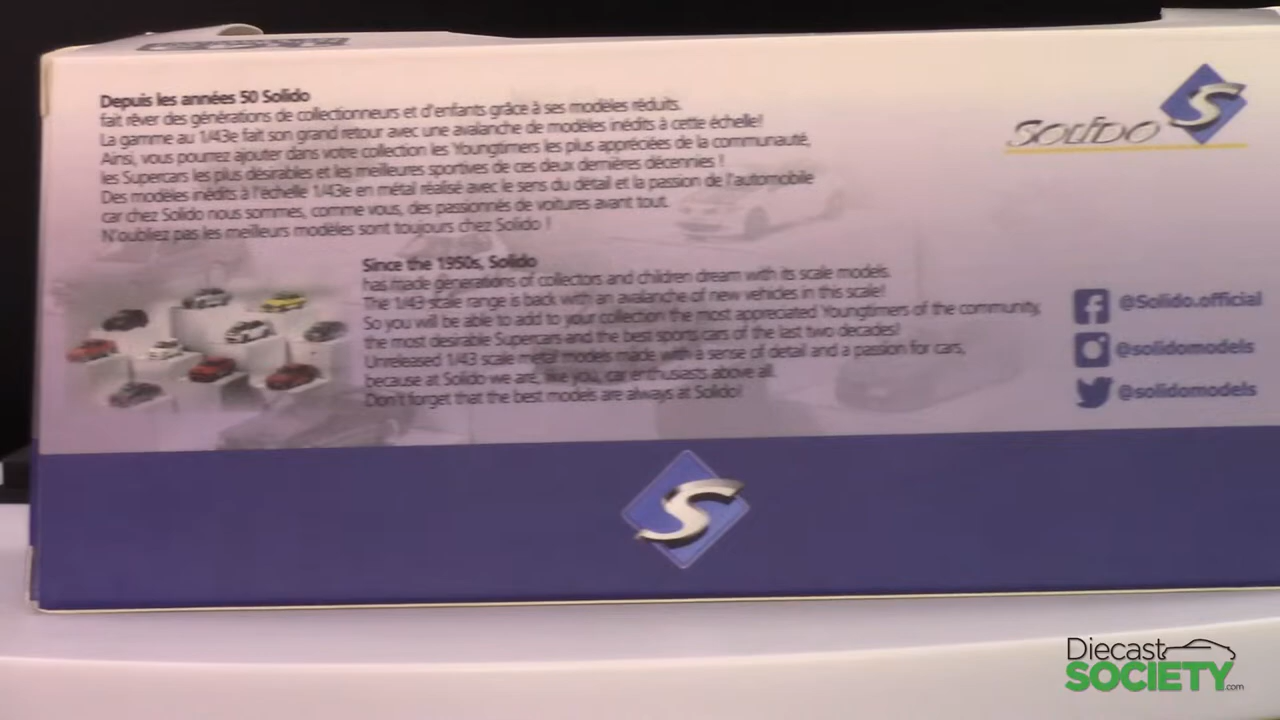 Depuis les années 50 Solido
fait rêver des générations de collectionneurs et d'enfants grâce à ses modèles réduits.
La gamme au 1/43e fait son grand retour avec une avalanche de modèles inédits à cette échelle!
Ainsi, vous pourrez ajouter dans votre collection les Youngtimers les plus appréciées de la communauté,
les Supercars les plus désirables et les meilleures sportives de ces deux dernières décennies !
Des modèles inédits à l'échelle 1/43e en métal réalisé avec le sens du détail et la passion de l'automobile
car chez Solido nous sommes, comme vous, des passionnés de voitures avant tout.
N'oubliez pas les meilleurs modèles sont toujours chez Solido !
SOLIDO
Since the 1950s, Solido
has made generations of collectors and children dream with its scale models.
The 1/43 scale range is back with an avalanche of new vehicles in this scale!
So you will be able to add to your collection the most appreciated Youngtimers of the community,
the most desirable Supercars and the best sports cars of the last two decades!
Unreleased 1/43 scale metal models made with a sense of detail and a passion for cars,
because at Solido we are, like you, car enthusiasts above all.
Don't forget that the best models are always at Solido!
@Solido.official
@solidomodels
@solidomodels
Diecast
SOCIETY.com